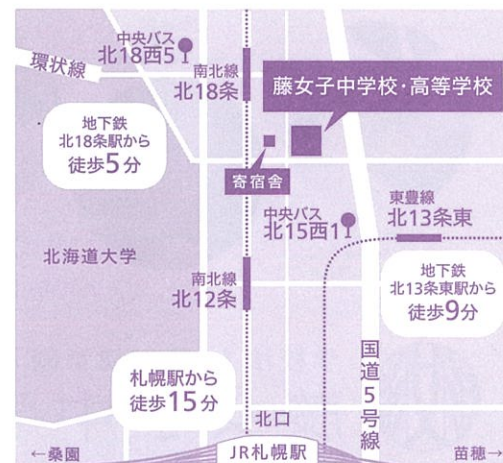 中央バス
北18西5
環状線
南北線
北18条
藤女子中学校・高等学校
地下鉄
北18条駅から
徒歩5分
寄宿舎
中央バス
北15西1
東豊線
北13条東
北海道大学
南北線
北12条
地下鉄
北13条東駅から
徒歩9分
国道5号線
札幌駅から
徒歩15分
北口
←桑園
JR札幌駅
苗穂→